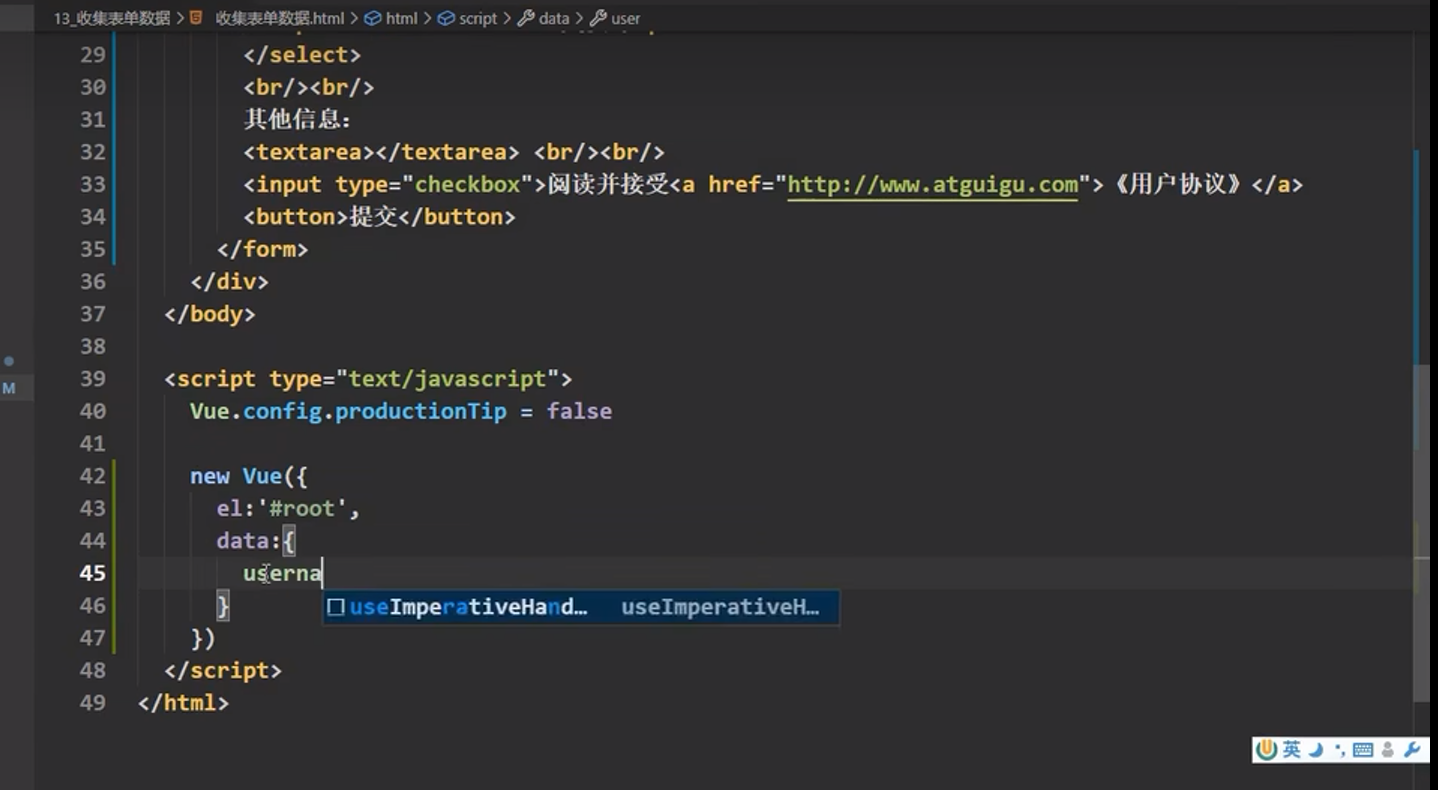 13_收集表单数据 > 收集表单数据.html > html > script > data > user
29 </select>
30 <br/><br/>
31 其他信息:
32 <textarea></textarea> <br/><br/>
33 <input type="checkbox">阅读并接受<a href="http://www.atguigu.com">《用户协议》</a>
34 <button>提交</button>
35 </form>
36 </div>
37 </body>
38
39 <script type="text/javascript">
40 Vue.config.productionTip = false
41
42 new Vue({
43 el:'#root',
44 data:{
45 userna
useImperativeHand… useImperativeH…
46 }
47 })
48 </script>
49 </html>
M
英